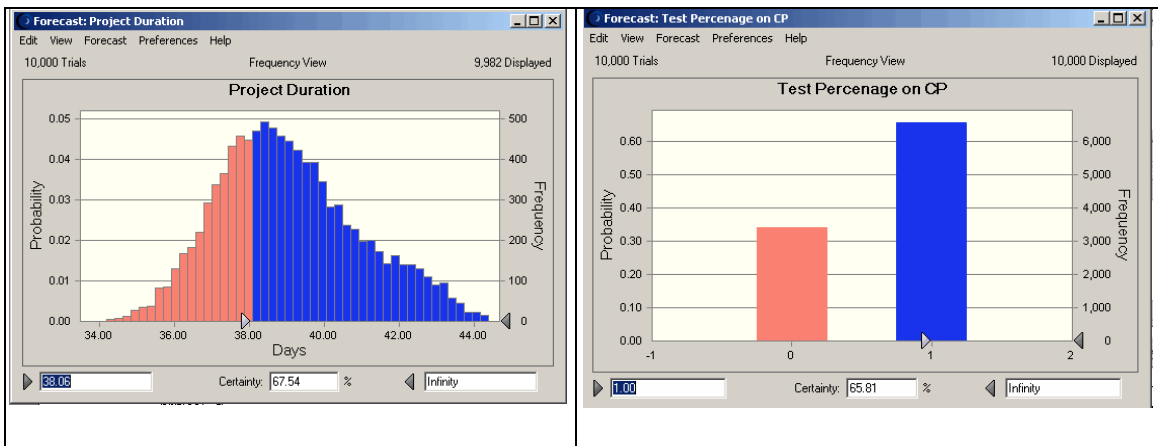 Forecast: Project Duration
Edit View Forecast Preferences Help
10,000 Trials Frequency View 9,982 Displayed
Project Duration
0.05
0.04
0.03
0.02
0.01
0.00
Probability
500
400
300
200
100
0
Frequency
34.00 36.00 38.00 40.00 42.00 44.00
Days
38.06 Certainty: 67.54 % Infinity
Forecast: Test Percenage on CP
Edit View Forecast Preferences Help
10,000 Trials Frequency View 10,000 Displayed
Test Percenage on CP
0.60
0.50
0.40
0.30
0.20
0.10
0.00
Probability
6,000
5,000
4,000
3,000
2,000
1,000
0
Frequency
-1 0 1 2
1.00 Certainty: 65.81 % Infinity